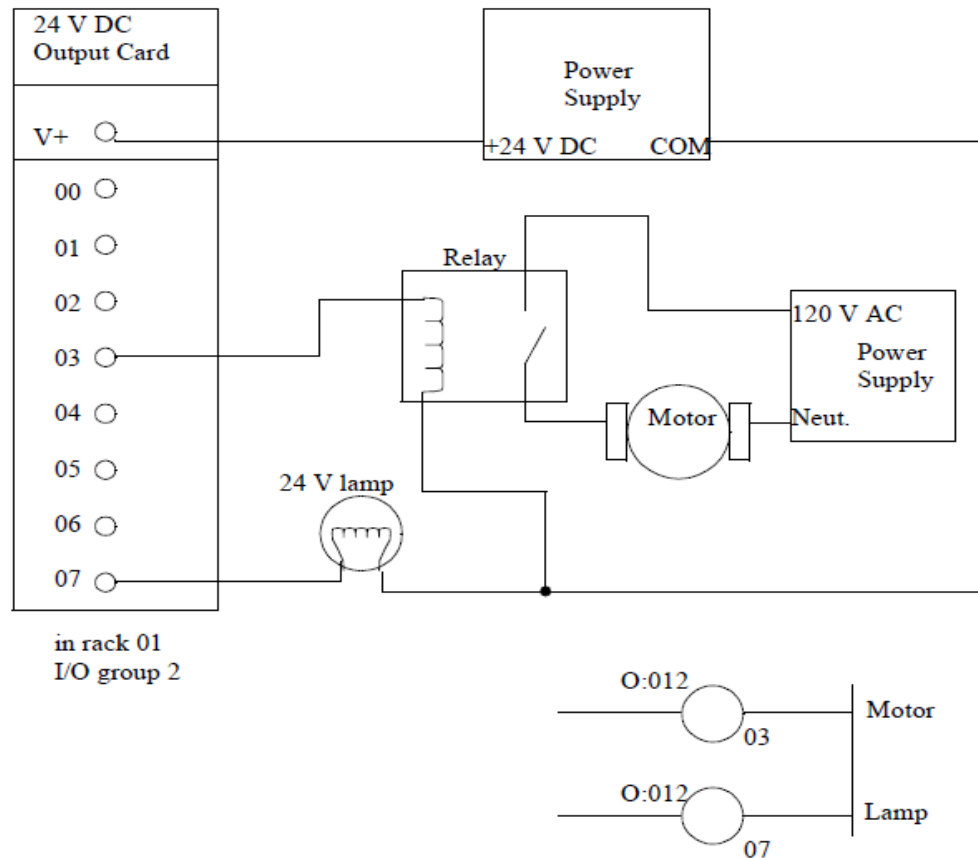 24 V DC
Output Card
V+
00
01
02
03
04
05
06
07
in rack 01
I/O group 2
Power
Supply
+24 V DC
COM
Relay
120 V AC
Power
Supply
Neut.
Motor
24 V lamp
O:012
03
Motor
O:012
07
Lamp